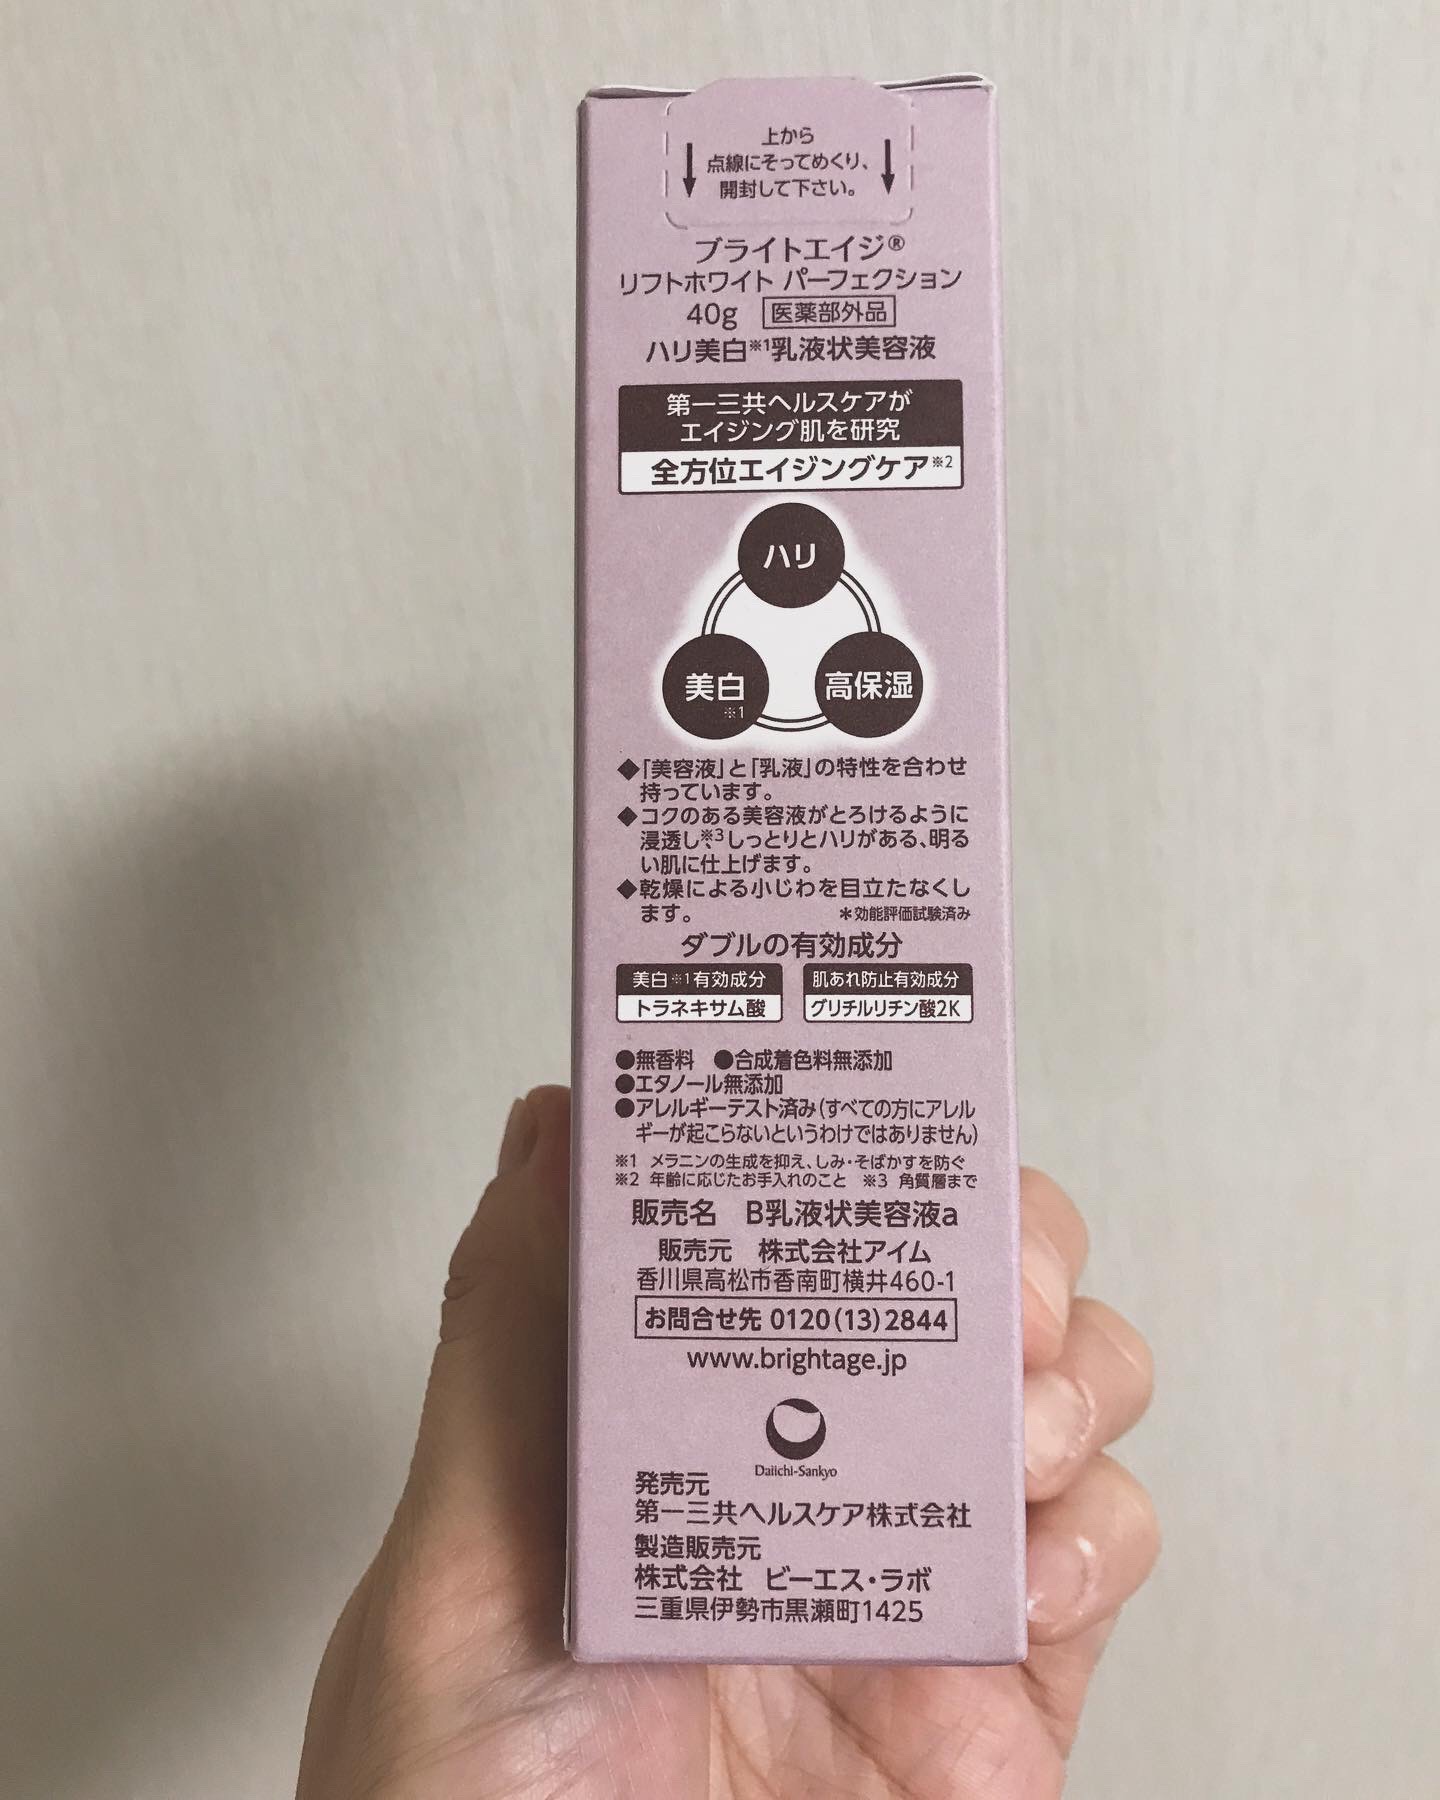 上から
点線にそってめくり、
開封して下さい。
ブライトエイジ®
リフトホワイト パーフェクション
40g 医薬部外品
ハリ美白※1乳液状美容液
第一三共ヘルスケアが
エイジング肌を研究
全方位エイジングケア※2
ハリ
美白
※1
高保湿
◆「美容液」と「乳液」の特性を合わせ
持っています。
◆コクのある美容液がとろけるように
浸透し※3、しっとりとハリがある、明る
い肌に仕上げます。
◆乾燥による小じわを目立たなくし
ます。 *効能評価試験済み
ダブルの有効成分
美白※1有効成分
トラネキサム酸
肌あれ防止有効成分
グリチルリチン酸2K
●無香料 ●合成着色料無添加
●エタノール無添加
●アレルギーテスト済み(すべての方にアレル
ギーが起こらないというわけではありません)
※1 メラニンの生成を抑え、しみ・そばかすを防ぐ
※2 年齢に応じたお手入れのこと ※3 角質層まで
販売名 B乳液状美容液a
販売元 株式会社アイム
香川県高松市香南町横井460-1
お問合せ先 0120(13)2844
www.brightage.jp
Daiichi-Sankyo
発売元
第一三共ヘルスケア株式会社
製造販売元
株式会社 ビーエス・ラボ
三重県伊勢市黒瀬町1425